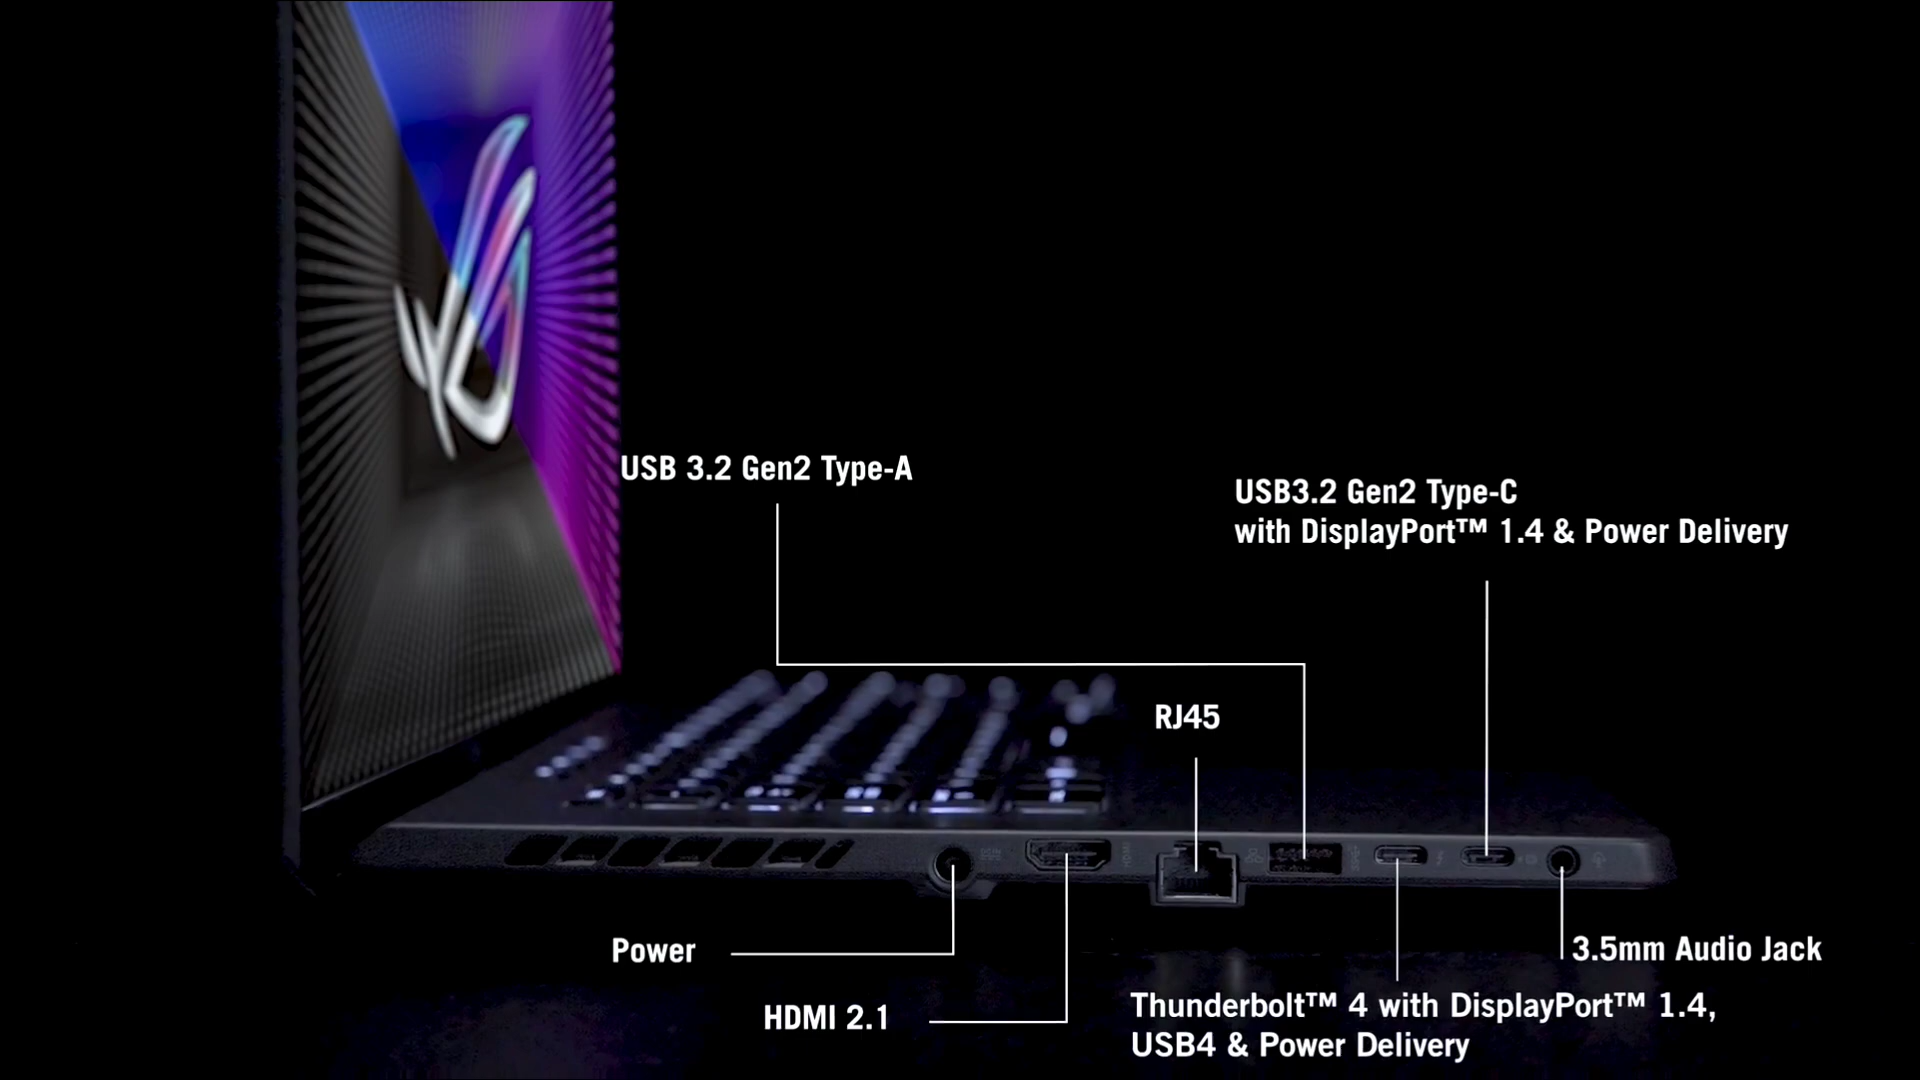 USB 3.2 Gen2 Type-A
USB3.2 Gen2 Type-C
with DisplayPort™ 1.4 & Power Delivery
RJ45
Power
HDMI 2.1
3.5mm Audio Jack
Thunderbolt™ 4 with DisplayPort™ 1.4,
USB4 & Power Delivery